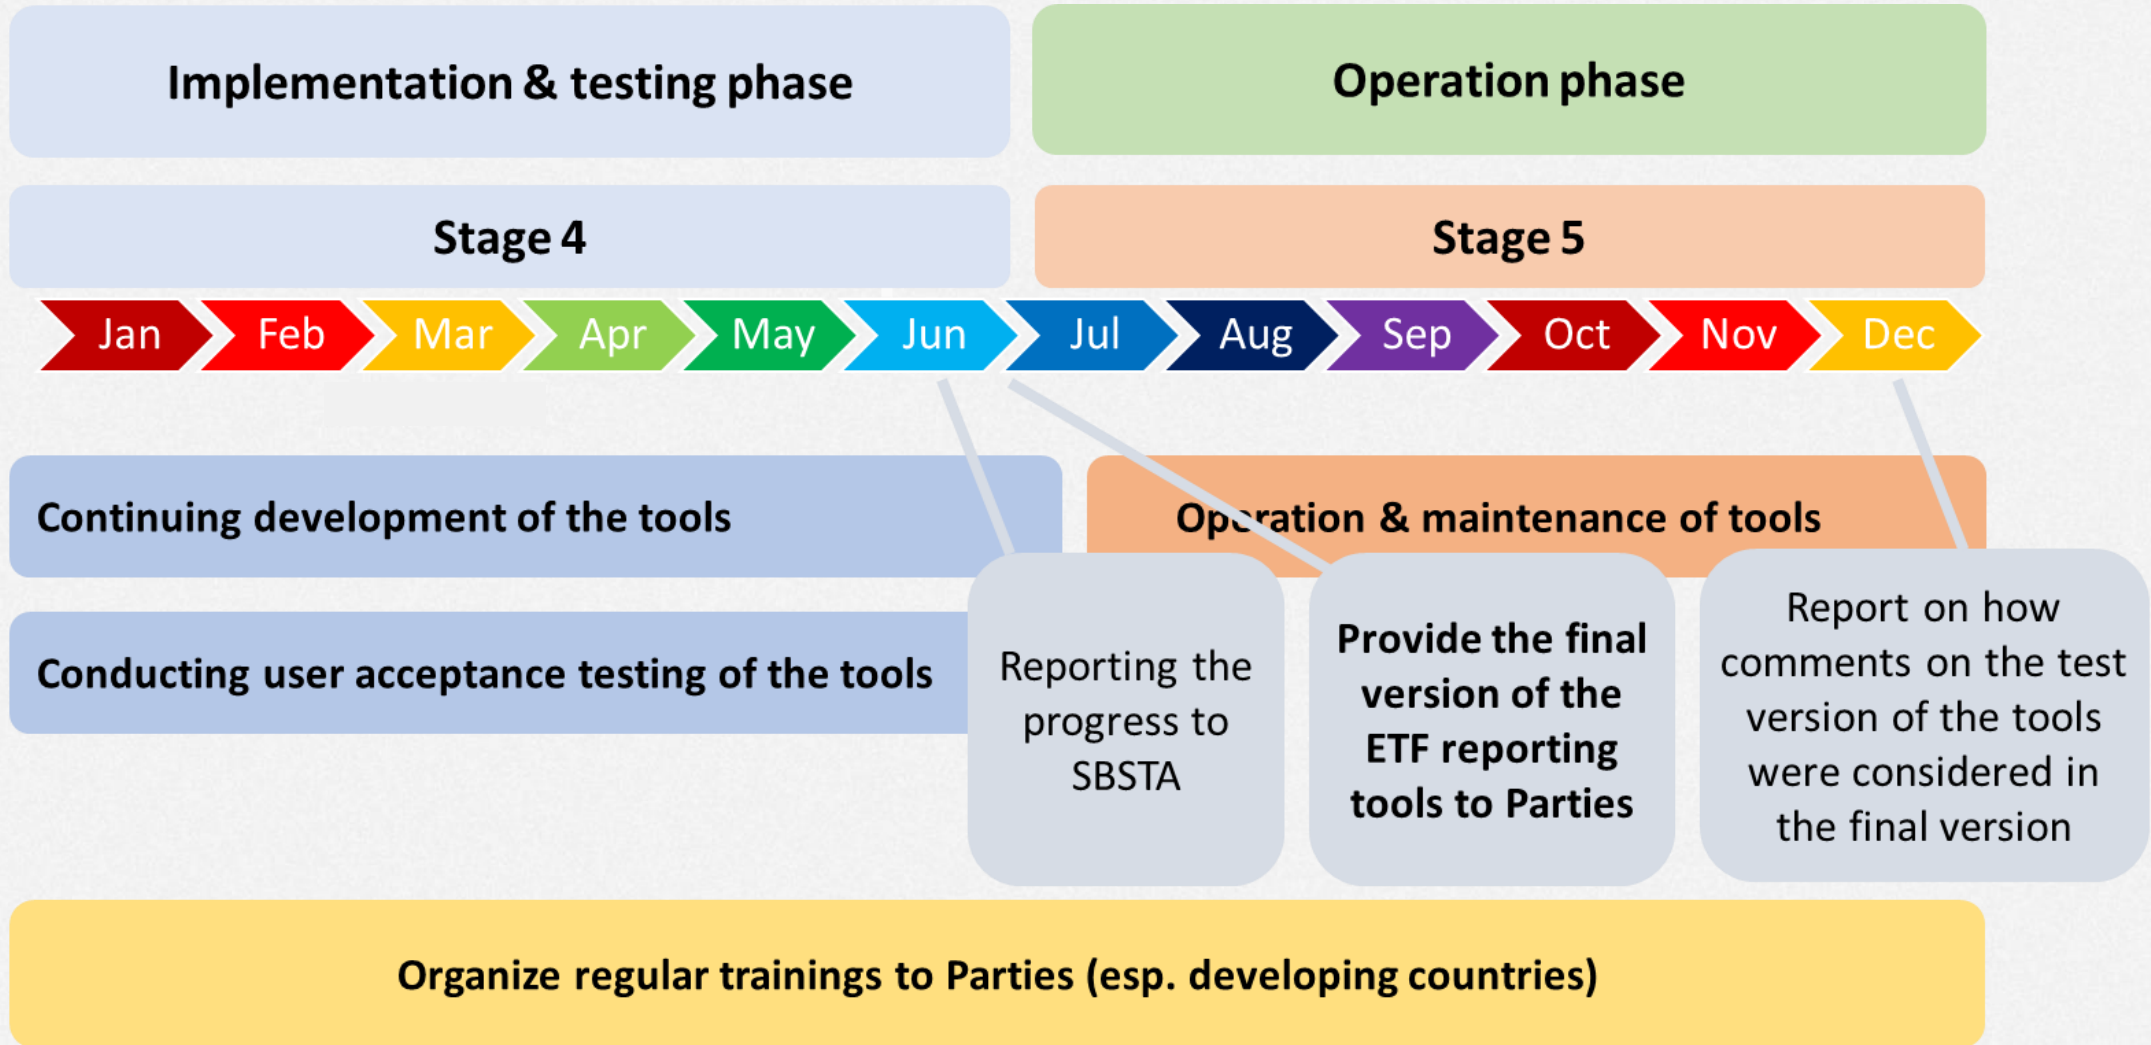 Implementation & testing phase
Operation phase
Stage 4
Stage 5
Jan
Feb
Mar
Apr
May
Jun
Jul
Aug
Sep
Oct
Nov
Dec
Continuing development of the tools
Operation & maintenance of tools
Conducting user acceptance testing of the tools
Reporting the
progress to
SBSTA
Provide the final
version of the
ETF reporting
tools to Parties
Report on how
comments on the test
version of the tools
were considered in
the final version
Organize regular trainings to Parties (esp. developing countries)